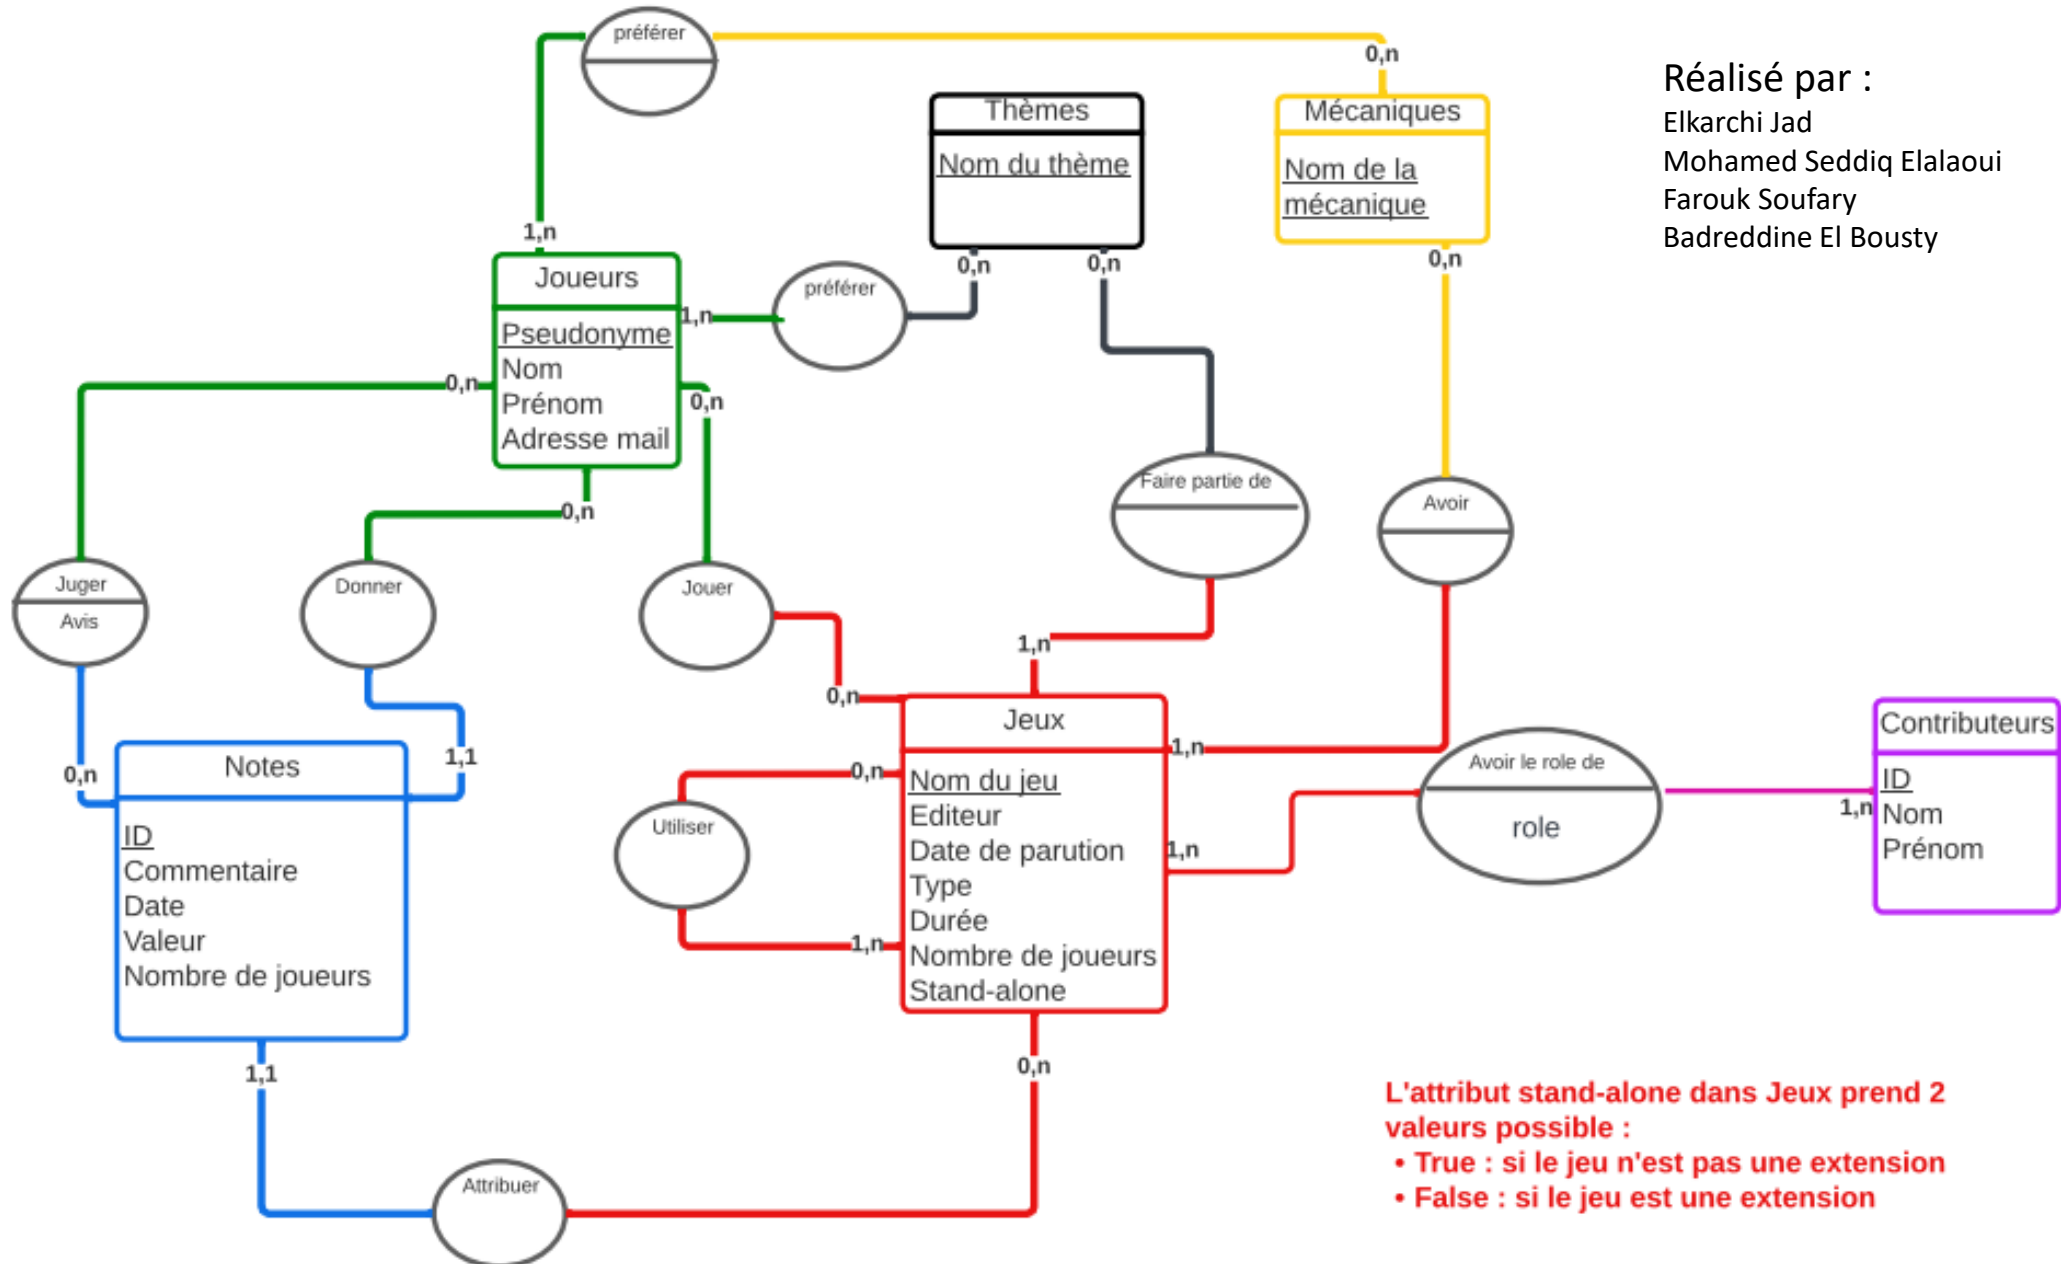 préférer
0,n
Réalisé par :
Elkarchi Jad
Mohamed Seddiq Elalaoui
Farouk Soufary
Badreddine El Bousty
Thèmes
Nom du thème
Mécaniques
Nom de la
mécanique
1,n
0,n
0,n
0,n
Joueurs
Pseudonyme
Nom
Prénom
Adresse mail
1,n
préférer
0,n
0,n
0,n
Faire partie de
Avoir
Juger
Avis
Donner
Jouer
1,n
0,n
0,n
1,1
1,n
Notes
ID
Commentaire
Date
Valeur
Nombre de joueurs
Jeux
Nom du jeu
Editeur
Date de parution
Type
Durée
Nombre de joueurs
Stand-alone
0,n
Utiliser
1,n
1,n
Avoir le role de
role
1,n
Contributeurs
ID
Nom
Prénom
1,1
0,n
Attribuer
L'attribut stand-alone dans Jeux prend 2
valeurs possible :
• True : si le jeu n'est pas une extension
• False : si le jeu est une extension